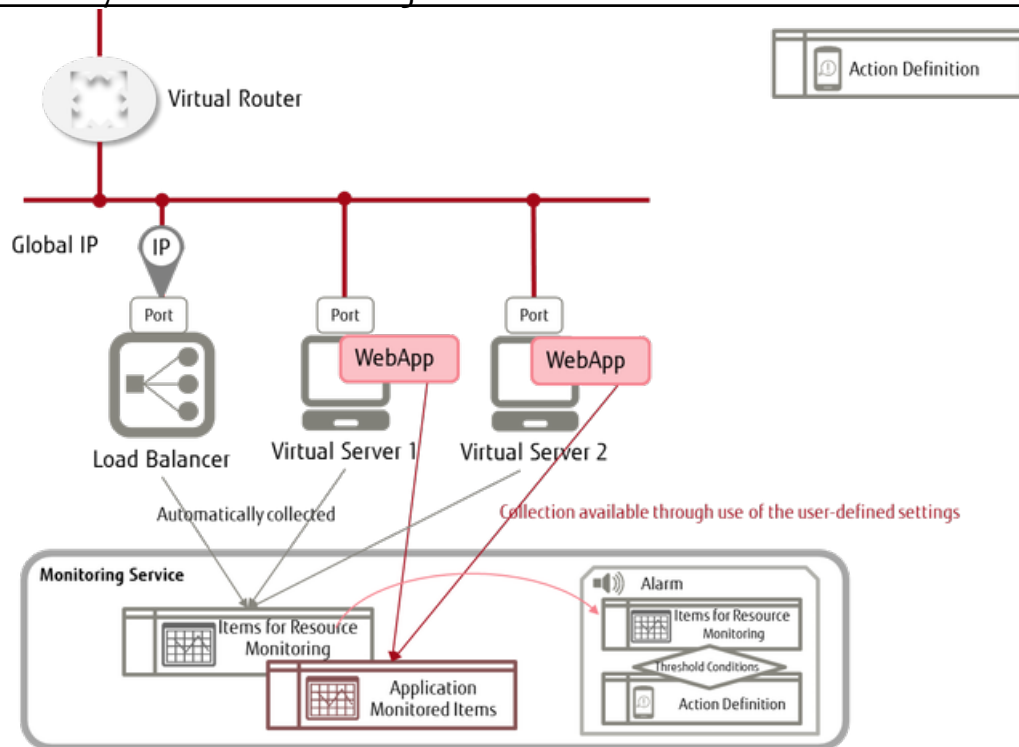 Action Definition
Virtual Router
Global IP
IP
Port
Port
Port
WebApp
WebApp
Load Balancer
Virtual Server 1
Virtual Server 2
Automatically collected
Collection available through use of the user-defined settings
Monitoring Service
Items for Resource
Monitoring
Application
Monitored Items
Alarm
Items for Resource
Monitoring
Threshold Conditions
Action Definition